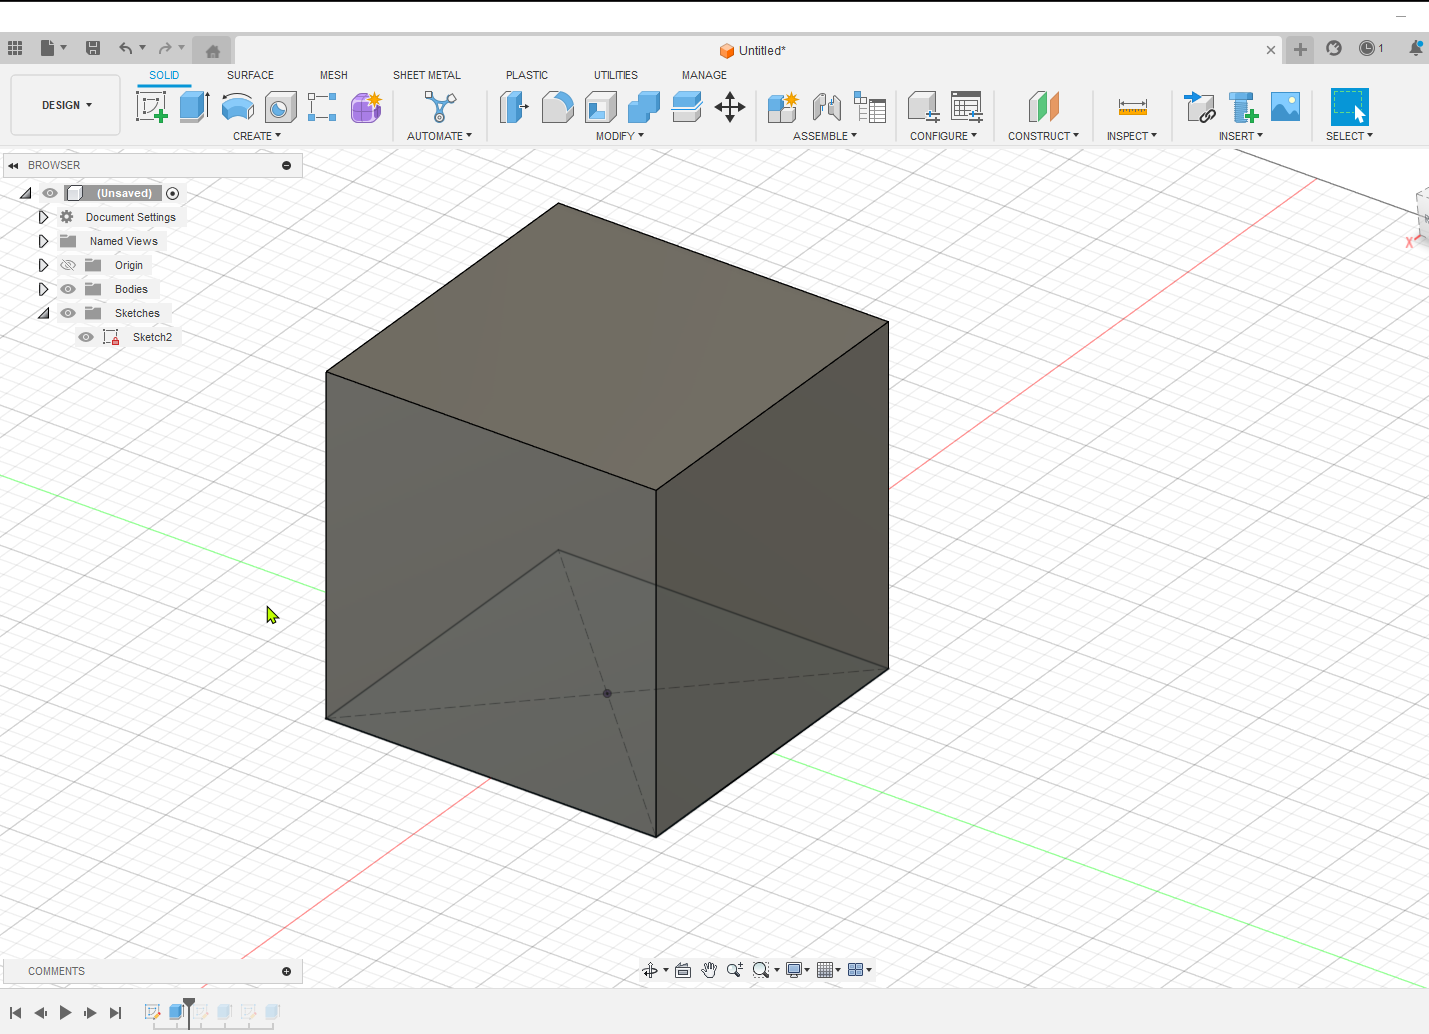 Untitled*
1
SOLID SURFACE MESH SHEET METAL PLASTIC UTILITIES MANAGE
DESIGN
CREATE AUTOMATE MODIFY ASSEMBLE CONFIGURE CONSTRUCT INSPECT INSERT SELECT
BROWSER
(Unsaved)
Document Settings
Named Views
Origin
Bodies
Sketches
Sketch2
X
COMMENTS